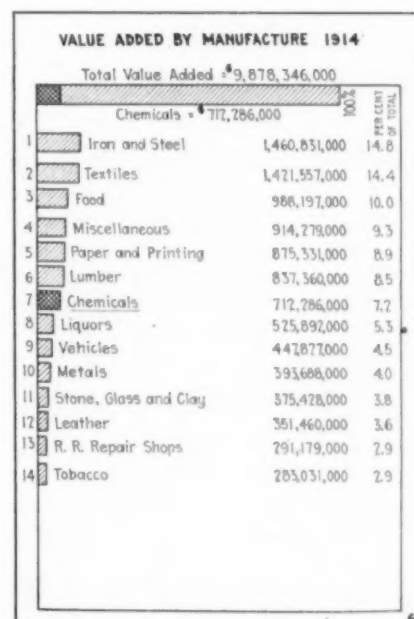 VALUE ADDED BY MANUFACTURE 1914
Total Value Added = $9,878,346,000
100%
PER CENT OF TOTAL
Chemicals = $712,286,000
1 Iron and Steel 1,460,831,000 14.8
2 Textiles 1,421,557,000 14.4
3 Food 988,197,000 10.0
4 Miscellaneous 914,279,000 9.3
5 Paper and Printing 875,331,000 8.9
6 Lumber 837,360,000 8.5
7 Chemicals 712,286,000 7.2
8 Liquors 525,892,000 5.3
9 Vehicles 447,827,000 4.5
10 Metals 393,688,000 4.0
11 Stone, Glass and Clay 375,428,000 3.8
12 Leather 351,460,000 3.6
13 R. R. Repair Shops 291,179,000 2.9
14 Tobacco 283,031,000 2.9